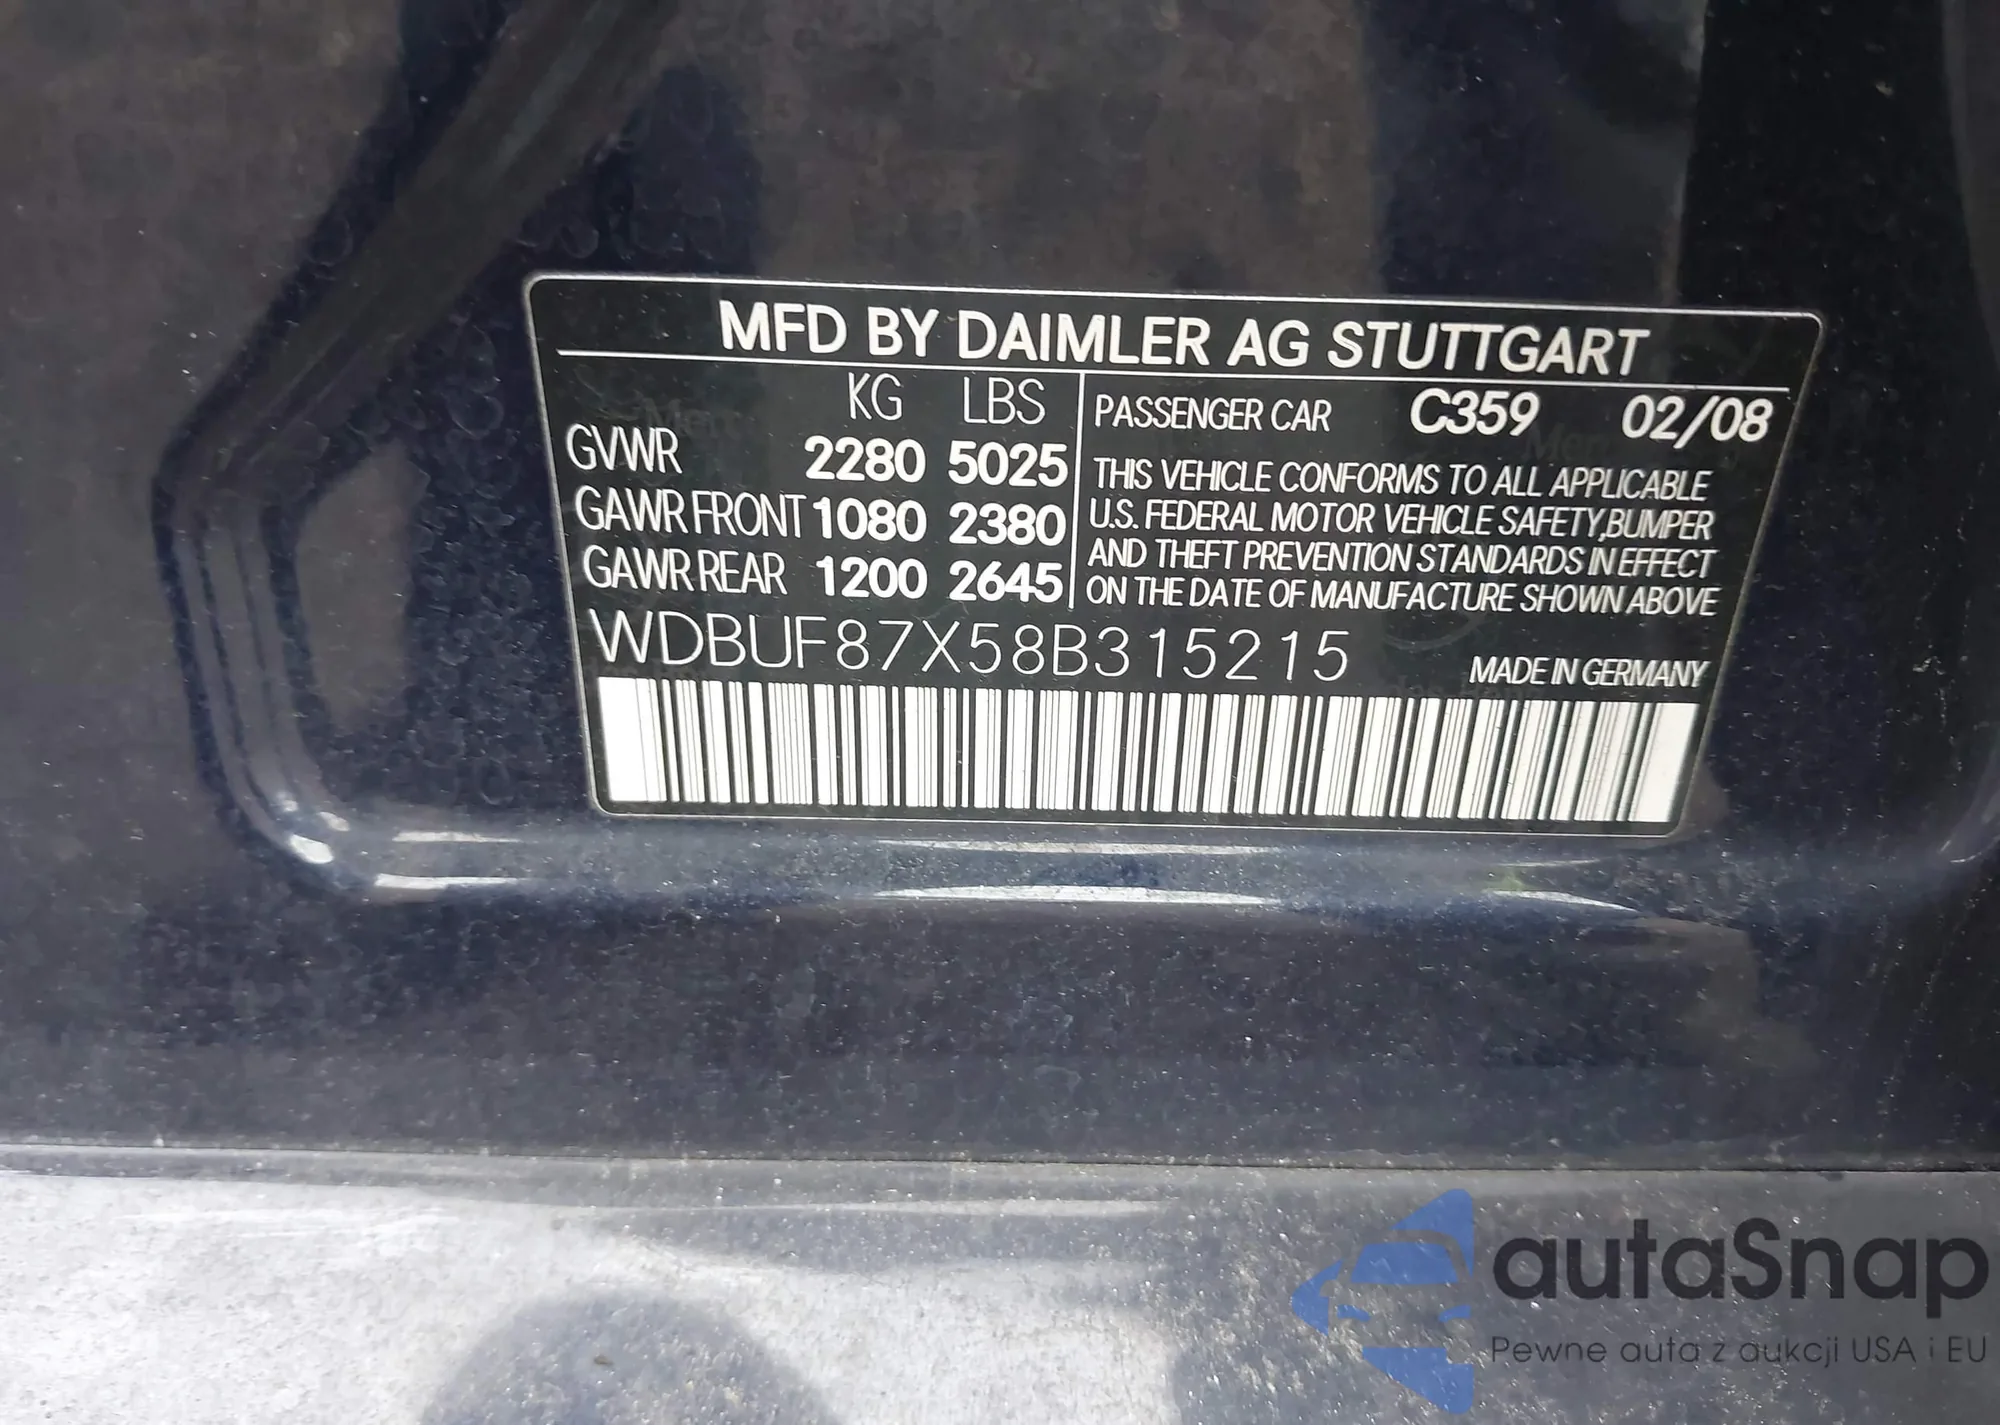 MFD BY DAIMLER AG STUTTGART
KG LBS
GVWR 2280 5025
GAWR FRONT 1080 2380
GAWR REAR 1200 2645
PASSENGER CAR C359 02/08
THIS VEHICLE CONFORMS TO ALL APPLICABLE
U.S. FEDERAL MOTOR VEHICLE SAFETY,BUMPER
AND THEFT PREVENTION STANDARDS IN EFFECT
ON THE DATE OF MANUFACTURE SHOWN ABOVE
WDBUF87X58B315215
MADE IN GERMANY
autaSnap
Pewne auta z aukcji USA i EU